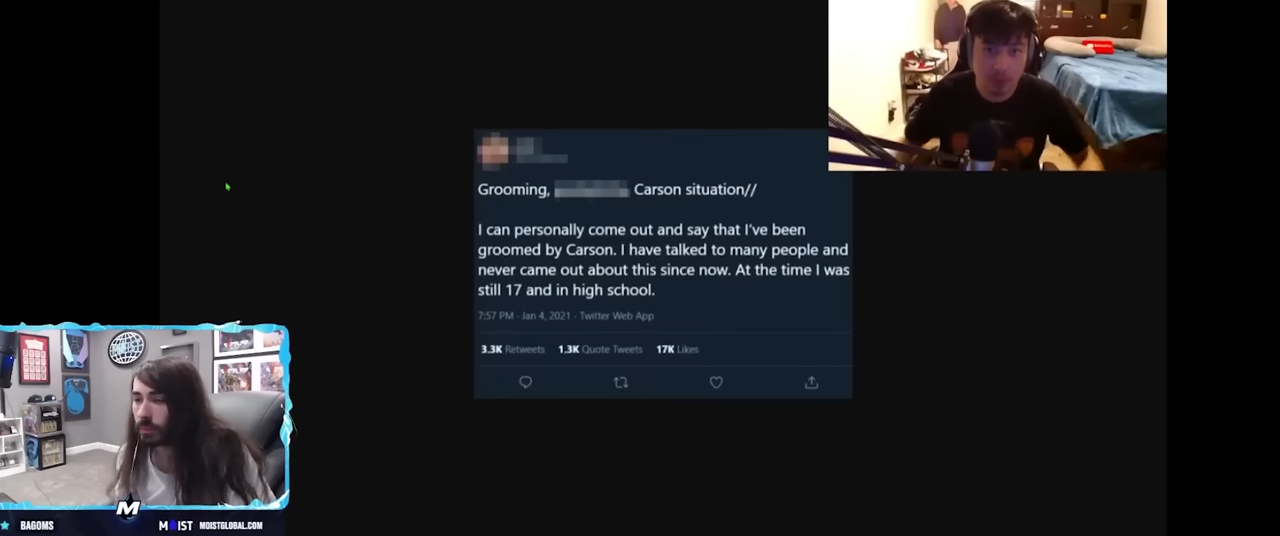 Grooming, Carson situation//
I can personally come out and say that I've been
groomed by Carson. I have talked to many people and
never came out about this since now. At the time I was
still 17 and in high school.
7:57 PM · Jan 4, 2021 · Twitter Web App
3.3K Retweets 1.3K Quote Tweets 17K Likes
M
BAGOMS
MOIST MOISTGLOBAL.COM